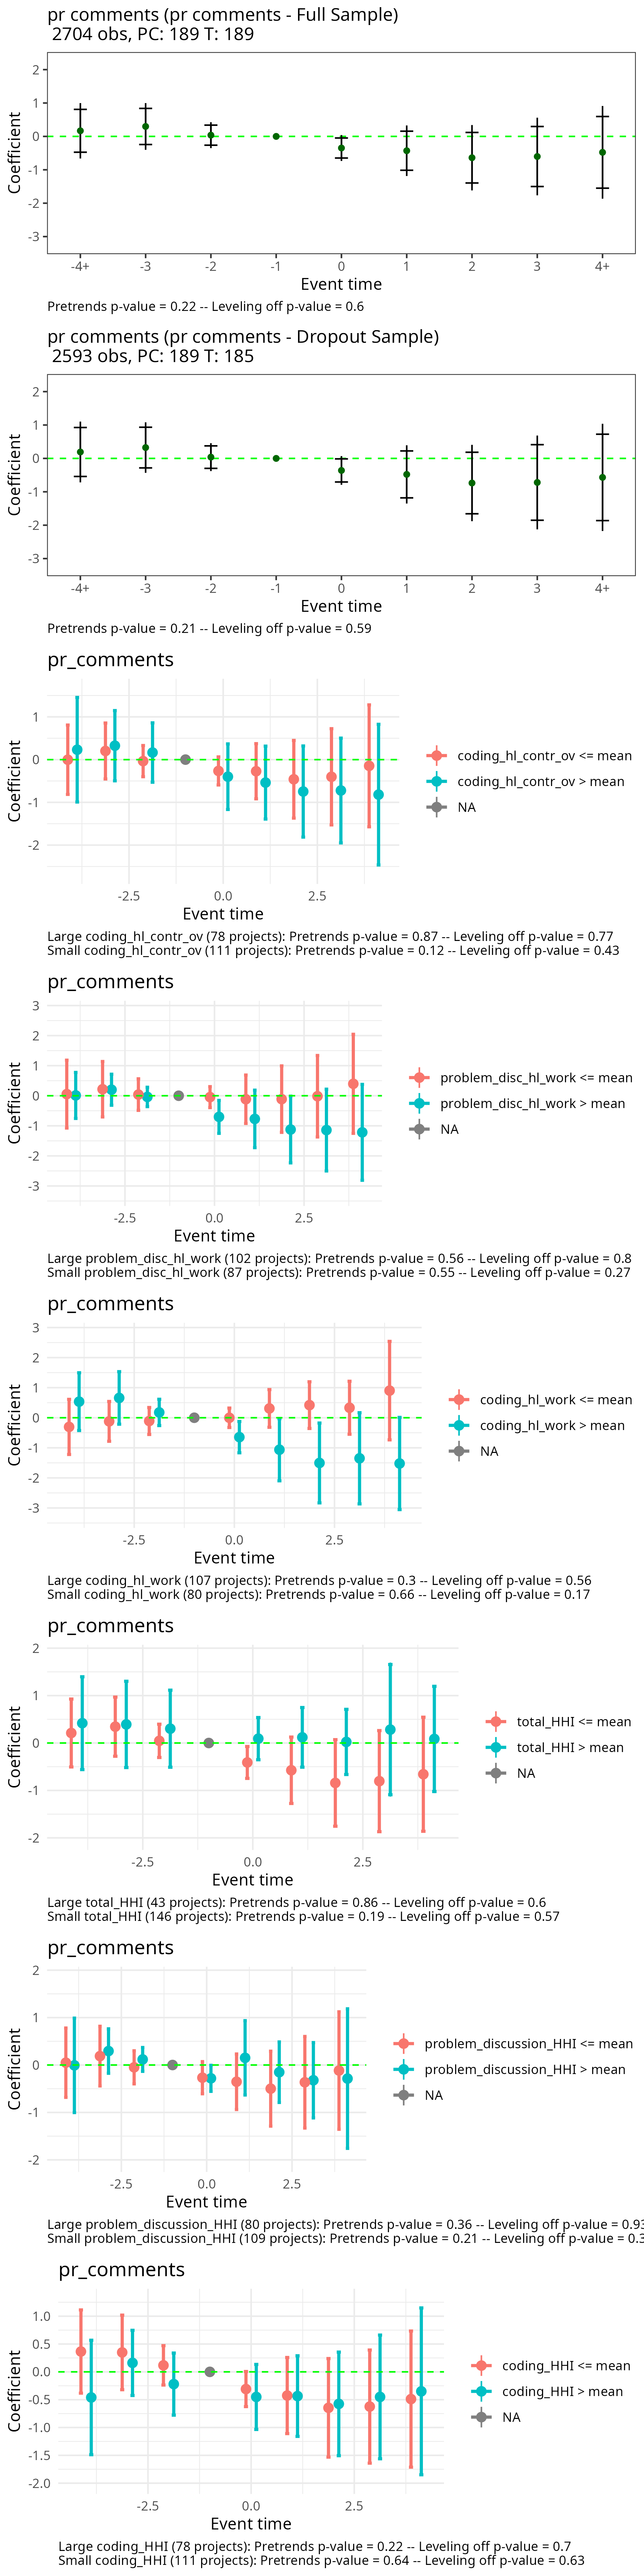 pr comments (pr comments - Full Sample)
2704 obs, PC: 189 T: 189
2
1
0
-1
-2
-3
Coefficient
-4+ -3 -2 -1 0 1 2 3 4+
Event time
Pretrends p-value = 0.22 -- Leveling off p-value = 0.6
pr comments (pr comments - Dropout Sample)
2593 obs, PC: 189 T: 185
2
1
0
-1
-2
-3
Coefficient
-4+ -3 -2 -1 0 1 2 3 4+
Event time
Pretrends p-value = 0.21 -- Leveling off p-value = 0.59
pr_comments
1
0
-1
-2
Coefficient
-2.5 0.0 2.5
Event time
coding_hl_contr_ov <= mean
coding_hl_contr_ov > mean
NA
Large coding_hl_contr_ov (78 projects): Pretrends p-value = 0.87 -- Leveling off p-value = 0.77
Small coding_hl_contr_ov (111 projects): Pretrends p-value = 0.12 -- Leveling off p-value = 0.43
pr_comments
3
2
1
0
-1
-2
-3
Coefficient
-2.5 0.0 2.5
Event time
problem_disc_hl_work <= mean
problem_disc_hl_work > mean
NA
Large problem_disc_hl_work (102 projects): Pretrends p-value = 0.56 -- Leveling off p-value = 0.8
Small problem_disc_hl_work (87 projects): Pretrends p-value = 0.55 -- Leveling off p-value = 0.27
pr_comments
3
2
1
0
-1
-2
-3
Coefficient
-2.5 0.0 2.5
Event time
coding_hl_work <= mean
coding_hl_work > mean
NA
Large coding_hl_work (107 projects): Pretrends p-value = 0.3 -- Leveling off p-value = 0.56
Small coding_hl_work (80 projects): Pretrends p-value = 0.66 -- Leveling off p-value = 0.17
pr_comments
2
1
0
-1
-2
Coefficient
-2.5 0.0 2.5
Event time
total_HHI <= mean
total_HHI > mean
NA
Large total_HHI (43 projects): Pretrends p-value = 0.86 -- Leveling off p-value = 0.6
Small total_HHI (146 projects): Pretrends p-value = 0.19 -- Leveling off p-value = 0.57
pr_comments
2
1
0
-1
-2
Coefficient
-2.5 0.0 2.5
Event time
problem_discussion_HHI <= mean
problem_discussion_HHI > mean
NA
Large problem_discussion_HHI (80 projects): Pretrends p-value = 0.36 -- Leveling off p-value =
Small problem_discussion_HHI (109 projects): Pretrends p-value = 0.21 -- Leveling off p-value =
pr_comments
1.0
0.5
0.0
-0.5
-1.0
-1.5
-2.0
Coefficient
-2.5 0.0 2.5
Event time
coding_HHI <= mean
coding_HHI > mean
NA
Large coding_HHI (78 projects): Pretrends p-value = 0.22 -- Leveling off p-value = 0.7
Small coding_HHI (111 projects): Pretrends p-value = 0.64 -- Leveling off p-value = 0.63